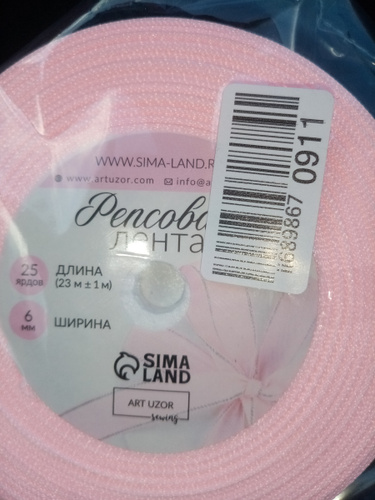 WWW.SIMA-LAND.R
www.artuzor.com info@a
Репсова
лента
25 ярдов ДЛИНА
(23 м ± 1 м)
6 мм ШИРИНА
SIMA
LAND
ART UZOR
sewing
0911